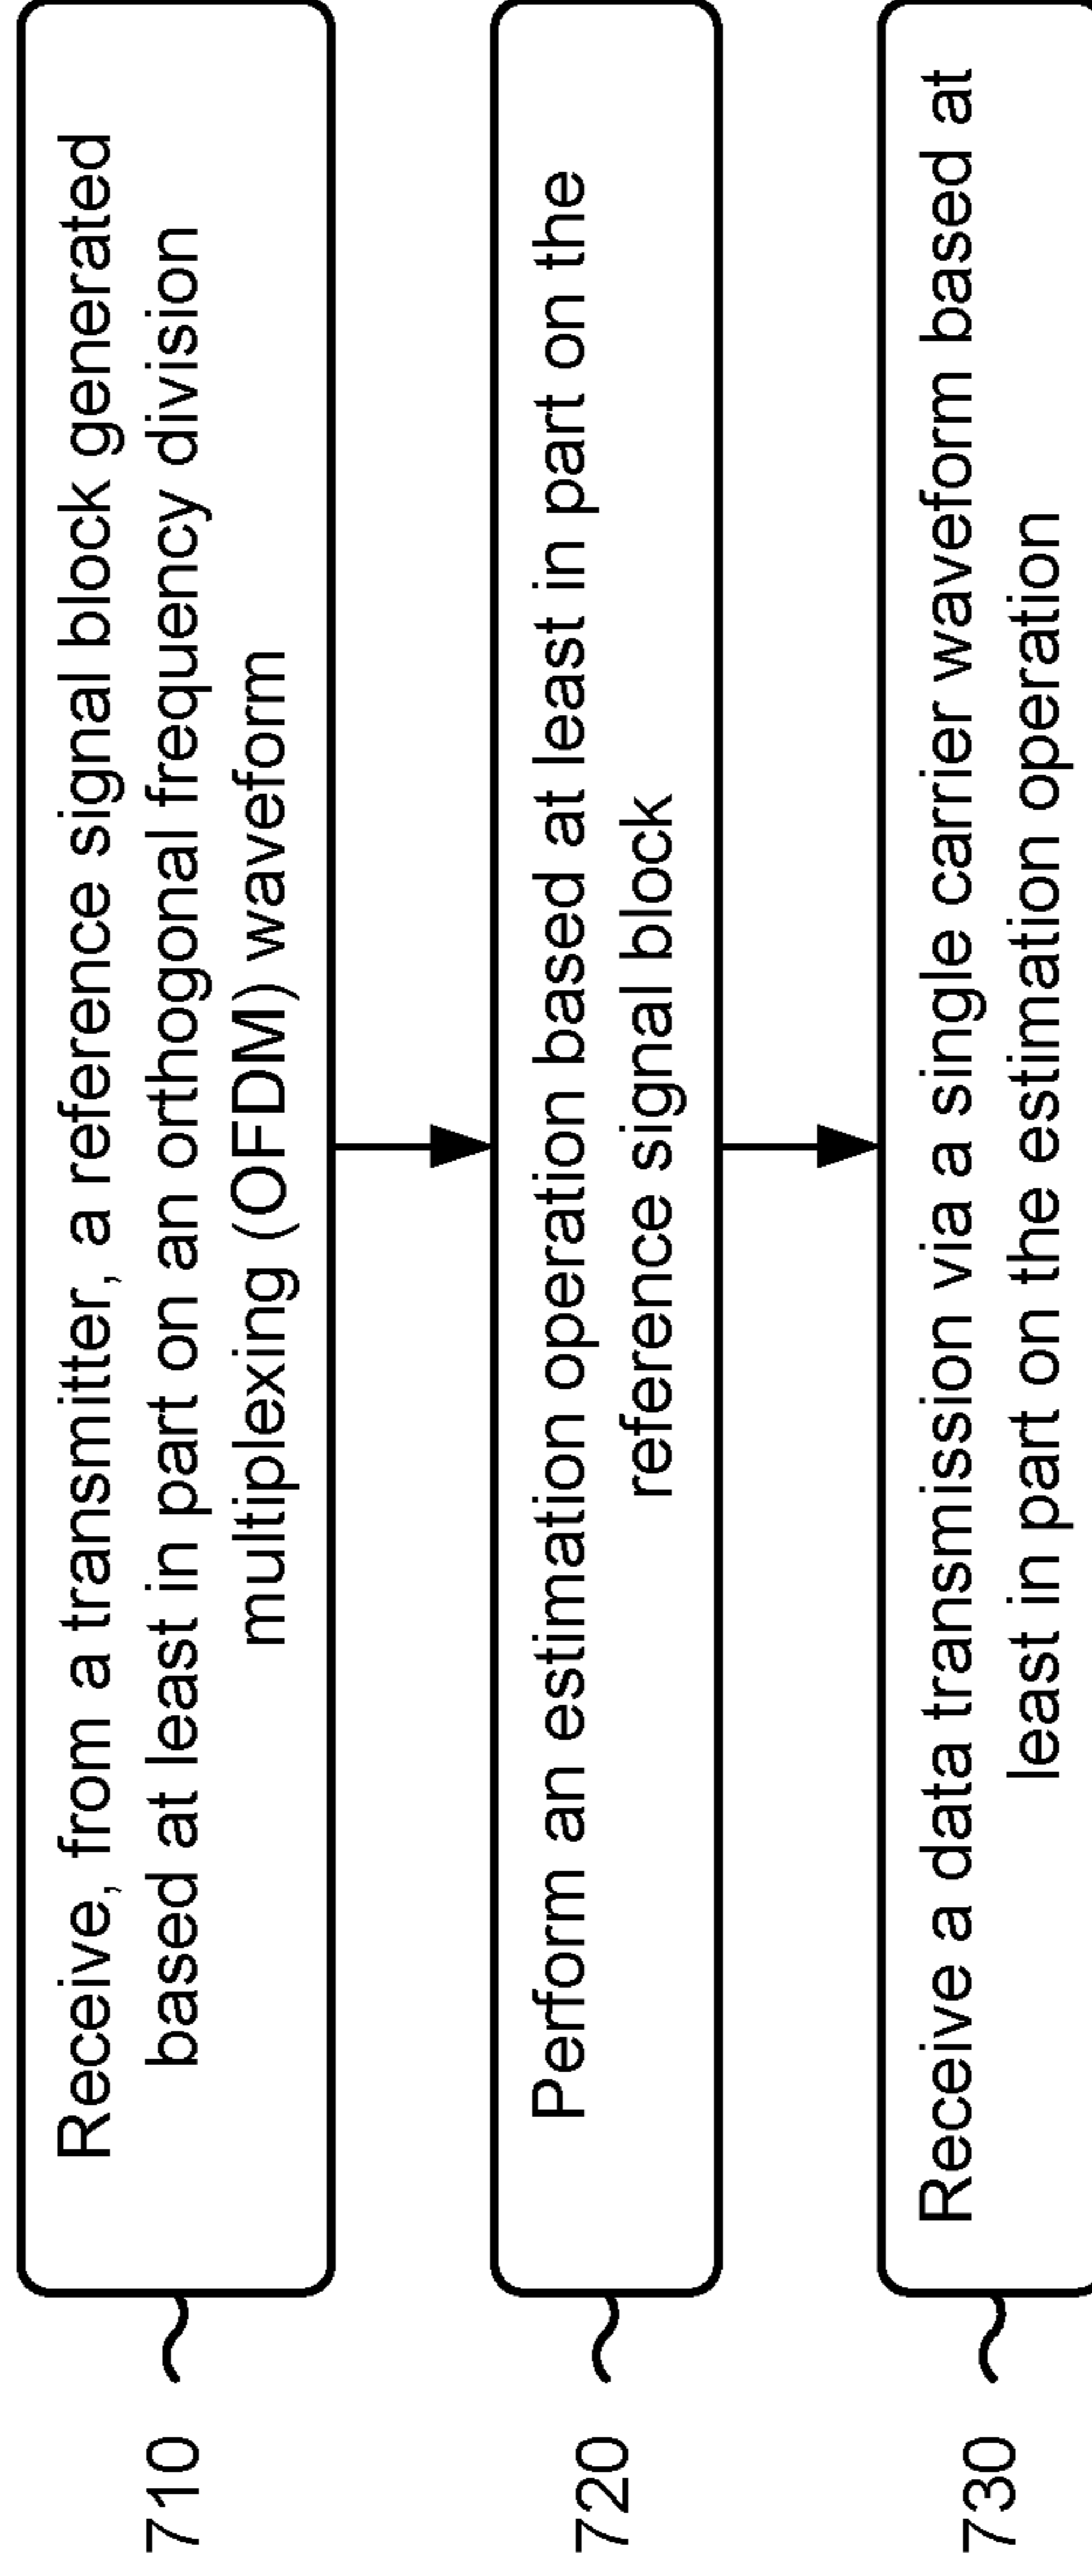 710
Receive, from a transmitter, a reference signal block generated
based at least in part on an orthogonal frequency division
multiplexing (OFDM) waveform
720
Perform an estimation operation based at least in part on the
reference signal block
730
Receive a data transmission via a single carrier waveform based at
least in part on the estimation operation